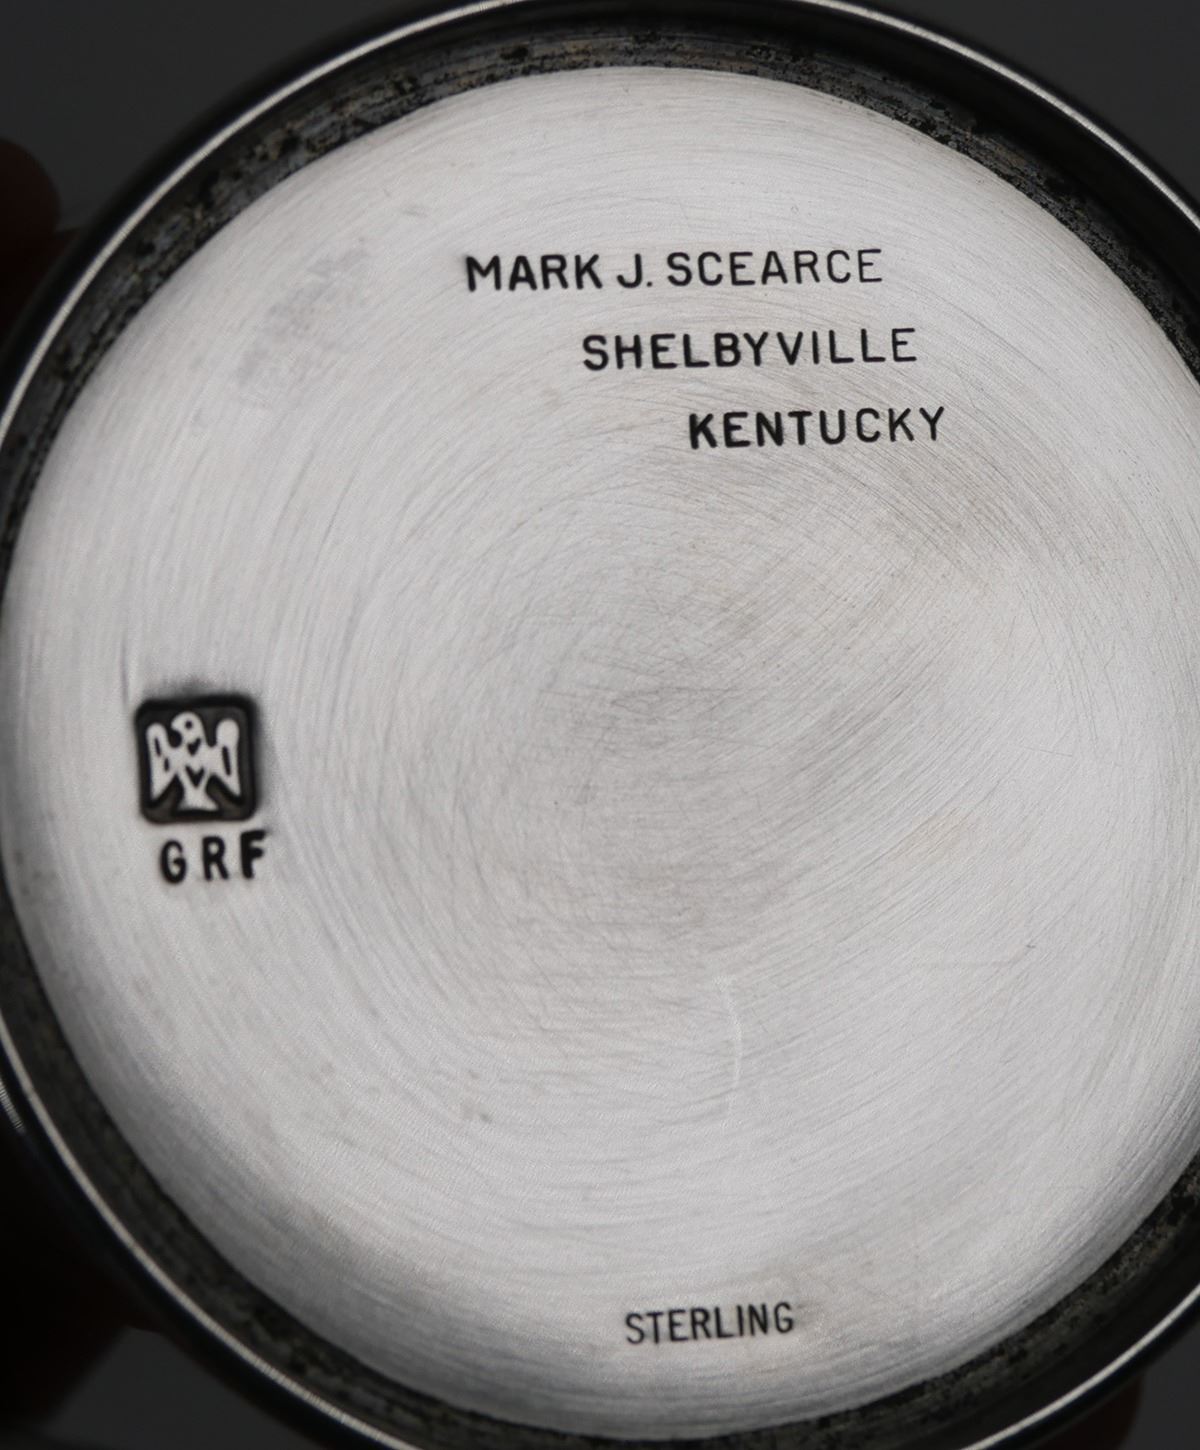 MARK J. SCEARCE
SHELBYVILLE
KENTUCKY
GRF
STERLING